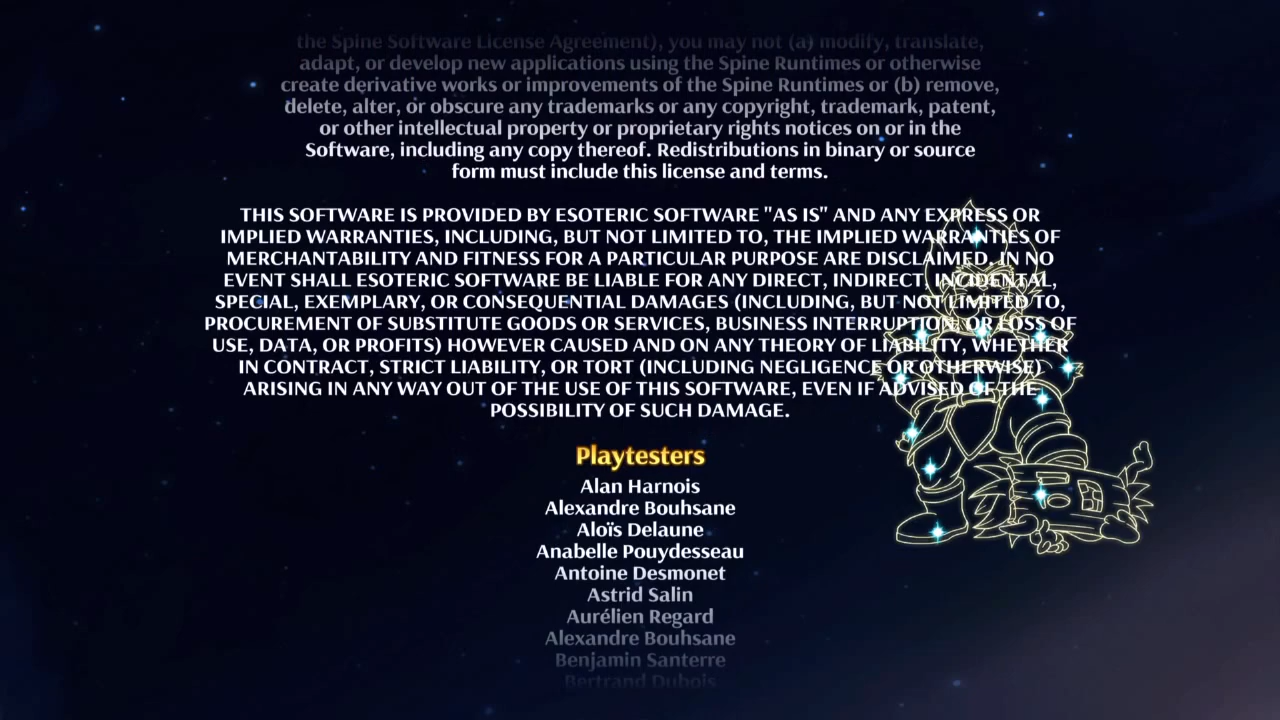 the Spine Software License Agreement), you may not (a) modify, translate,
adapt, or develop new applications using the Spine Runtimes or otherwise
create derivative works or improvements of the Spine Runtimes or (b) remove,
delete, alter, or obscure any trademarks or any copyright, trademark, patent,
or other intellectual property or proprietary rights notices on or in the
Software, including any copy thereof. Redistributions in binary or source
form must include this license and terms.
THIS SOFTWARE IS PROVIDED BY ESOTERIC SOFTWARE "AS IS" AND ANY EXPRESS OR
IMPLIED WARRANTIES, INCLUDING, BUT NOT LIMITED TO, THE IMPLIED WARRANTIES OF
MERCHANTABILITY AND FITNESS FOR A PARTICULAR PURPOSE ARE DISCLAIMED. IN NO
EVENT SHALL ESOTERIC SOFTWARE BE LIABLE FOR ANY DIRECT, INDIRECT, INCIDENTAL,
SPECIAL, EXEMPLARY, OR CONSEQUENTIAL DAMAGES (INCLUDING, BUT NOT LIMITED TO,
PROCUREMENT OF SUBSTITUTE GOODS OR SERVICES, BUSINESS INTERRUPTION, OR LOSS OF
USE, DATA, OR PROFITS) HOWEVER CAUSED AND ON ANY THEORY OF LIABILITY, WHETHER
IN CONTRACT, STRICT LIABILITY, OR TORT (INCLUDING NEGLIGENCE OR OTHERWISE)
ARISING IN ANY WAY OUT OF THE USE OF THIS SOFTWARE, EVEN IF ADVISED OF THE
POSSIBILITY OF SUCH DAMAGE.
Playtesters
Alan Harnois
Alexandre Bouhsane
Aloïs Delaune
Anabelle Pouydesseau
Antoine Desmonet
Astrid Salin
Aurélien Regard
Alexandre Bouhsane
Benjamin Santerre
Bertrand Dubois